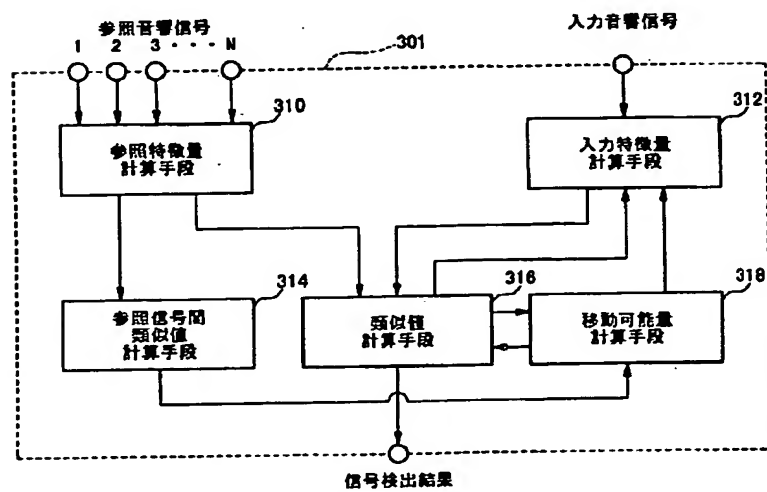 参照音響信号
1 2 3 ・・・ N
301
入力音響信号
310
参照特徴量
計算手段
312
入力特徴量
計算手段
314
参照信号間
類似値
計算手段
316
類似値
計算手段
318
移動可能量
計算手段
信号検出結果